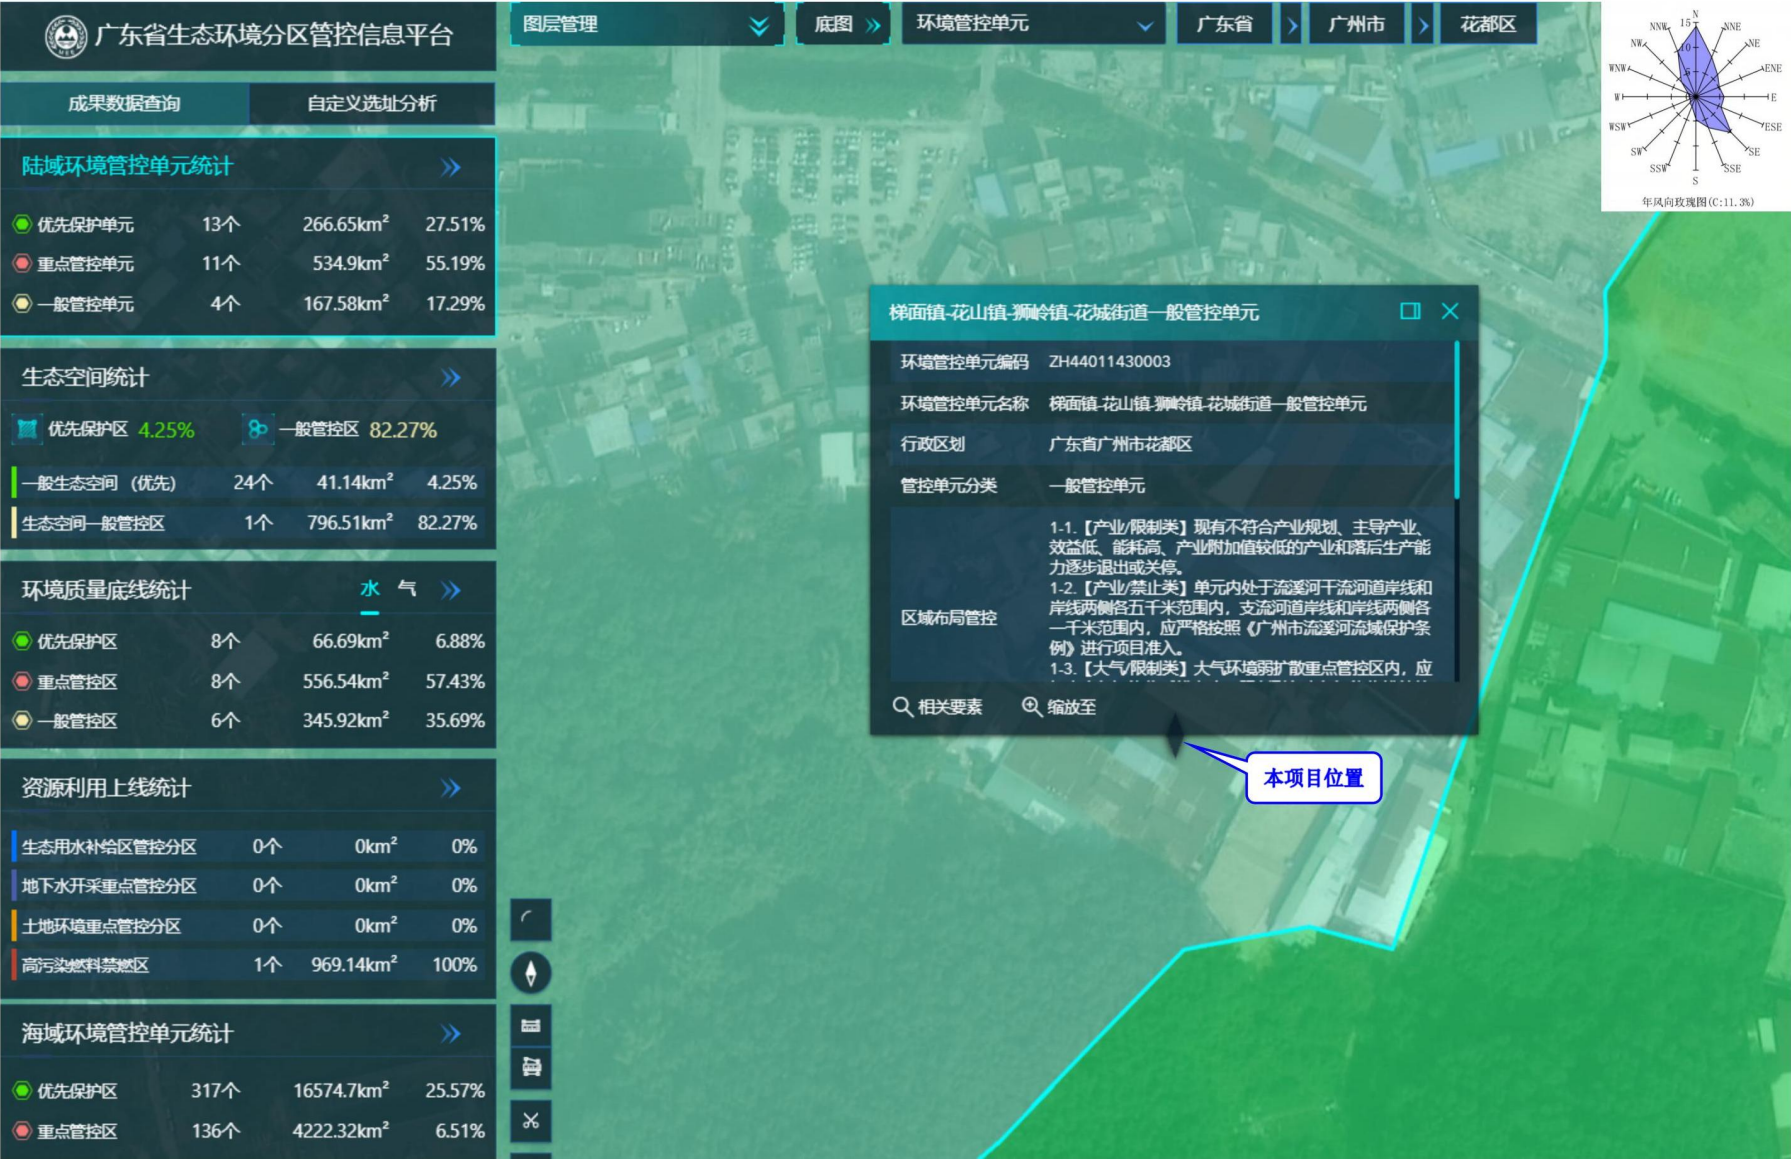 广东省生态环境分区管控信息平台
图层管理
底图
环境管控单元
广东省
广州市
花都区
成果数据查询
自定义选址分析
陆域环境管控单元统计
优先保护单元 13个 266.65km² 27.51%
重点管控单元 11个 534.9km² 55.19%
一般管控单元 4个 167.58km² 17.29%
生态空间统计
优先保护区 4.25% 一般管控区 82.27%
一般生态空间（优先） 24个 41.14km² 4.25%
生态空间一般管控区 1个 796.51km² 82.27%
环境质量底线统计 水 气
优先保护区 8个 66.69km² 6.88%
重点管控区 8个 556.54km² 57.43%
一般管控区 6个 345.92km² 35.69%
资源利用上线统计
生态用水补给区管控分区 0个 0km² 0%
地下水开采重点管控分区 0个 0km² 0%
土地环境重点管控分区 0个 0km² 0%
高污染燃料禁燃区 1个 969.14km² 100%
海域环境管控单元统计
优先保护区 317个 16574.7km² 25.57%
重点管控区 136个 4222.32km² 6.51%
梯面镇-花山镇-狮岭镇-花城街道一般管控单元
环境管控单元编码 ZH44011430003
环境管控单元名称 梯面镇-花山镇-狮岭镇-花城街道一般管控单元
行政区划 广东省广州市花都区
管控单元分类 一般管控单元
区域布局管控
1-1.【产业/限制类】现有不符合产业规划、主导产业、
效益低、能耗高、产业附加值较低的产业和落后生产能
力逐步退出或关停。
1-2.【产业/禁止类】单元内处于流溪河干流河道岸线和
岸线两侧各五千米范围内，支流河道岸线和岸线两侧各
一千米范围内，应严格按照《广州市流溪河流域保护条
例》进行项目准入。
1-3.【大气/限制类】大气环境弱扩散重点管控区内，应
相关要素 缩放至
本项目位置
N
NNE
NE
ENE
E
ESE
SE
SSE
S
SSW
SW
WSW
W
WNW
NW
NNW
15
10
5
年风向玫瑰图(C:11.3%)